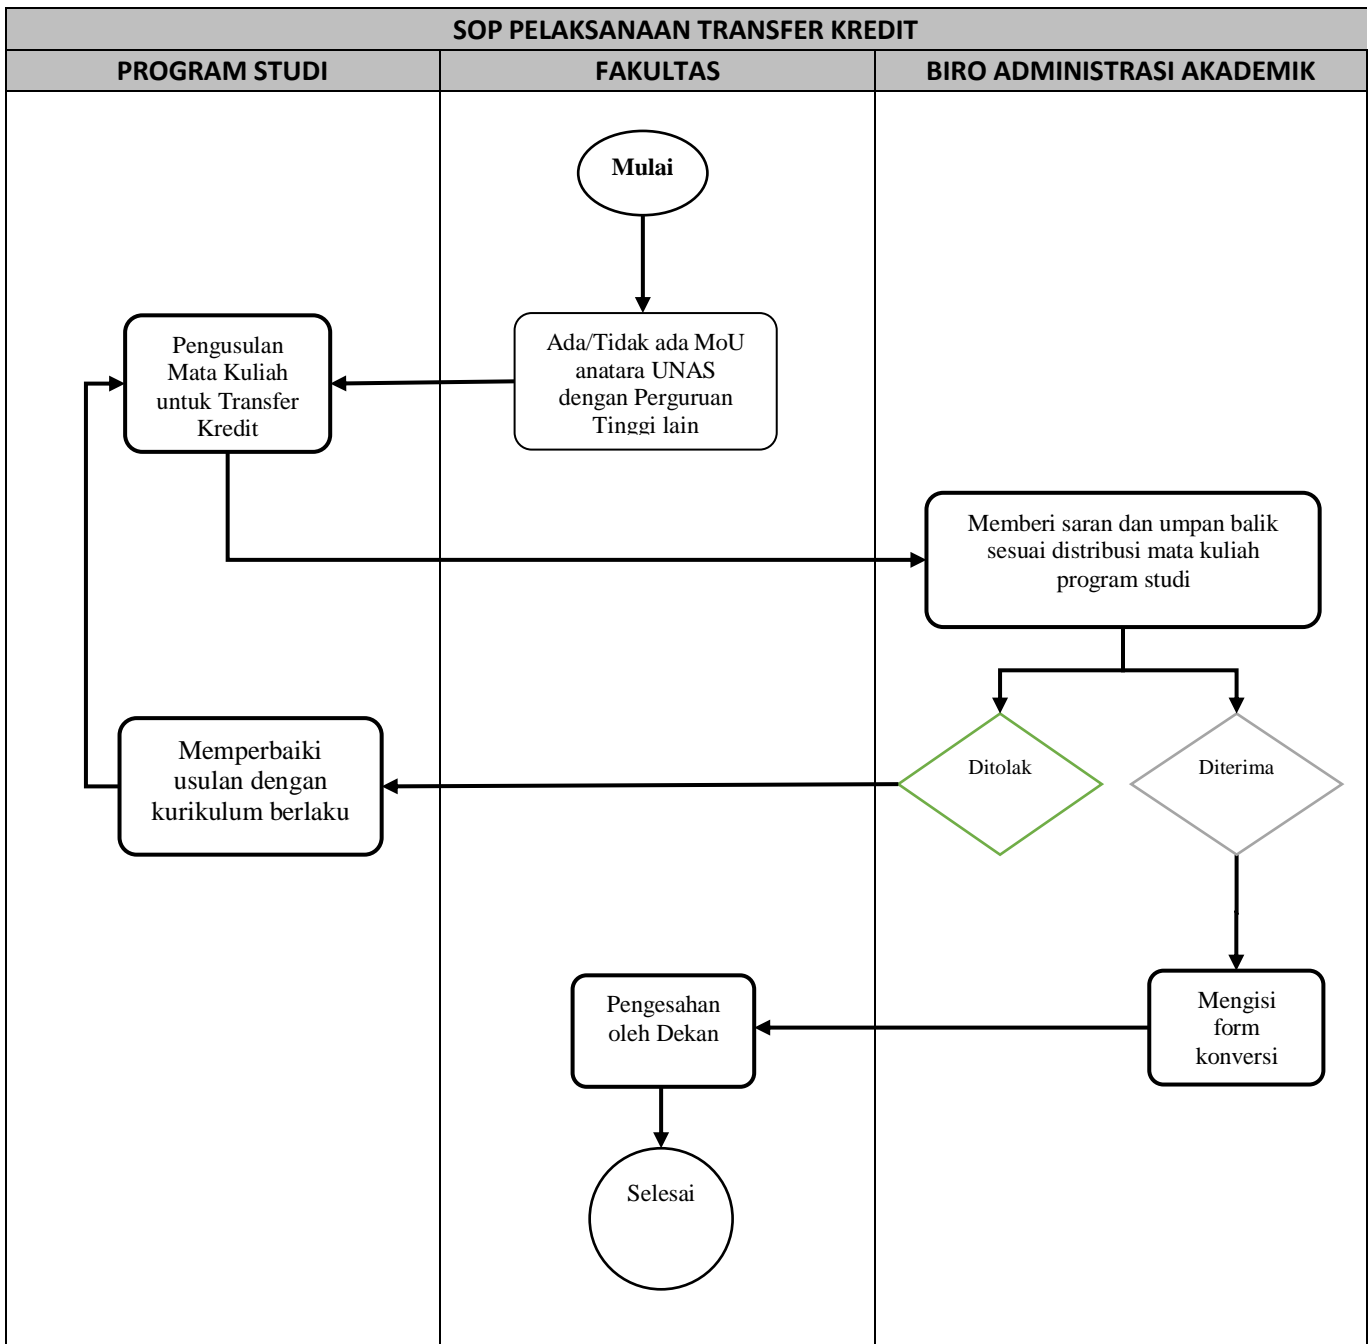 SOP PELAKSANAAN TRANSFER KREDIT
PROGRAM STUDI
FAKULTAS
BIRO ADMINISTRASI AKADEMIK
Mulai
Pengusulan
Mata Kuliah
untuk Transfer
Kredit
Ada/Tidak ada MoU
anatara UNAS
dengan Perguruan
Tinggi lain
Memberi saran dan umpan balik
sesuai distribusi mata kuliah
program studi
Memperbaiki
usulan dengan
kurikulum berlaku
Ditolak
Diterima
Pengesahan
oleh Dekan
Mengisi
form
konversi
Selesai